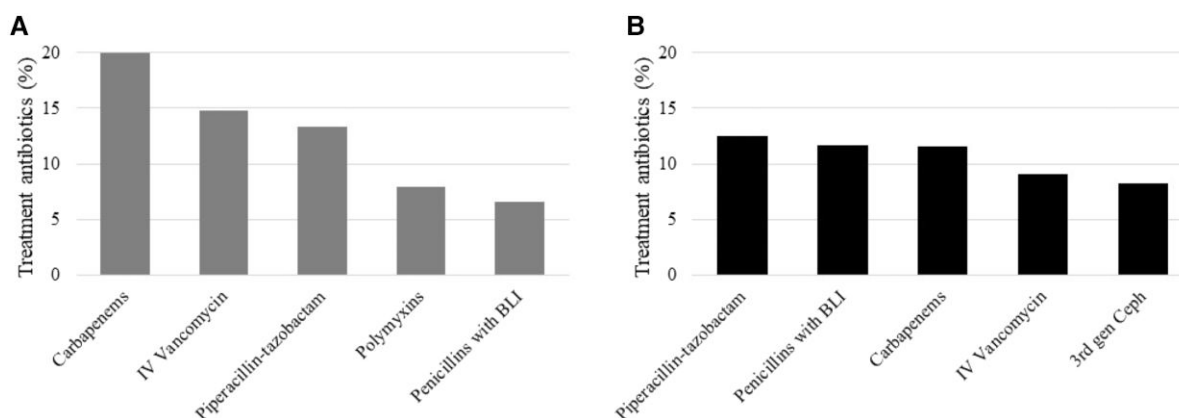 A
Treatment antibiotics (%)
20
15
10
5
0
Carbapenems
IV Vancomycin
Piperacillin-tazobactam
Polymyxins
Penicillins with BLI
B
Treatment antibiotics (%)
20
15
10
5
0
Piperacillin-tazobactam
Penicillins with BLI
Carbapenems
IV Vancomycin
3rd gen Ceph